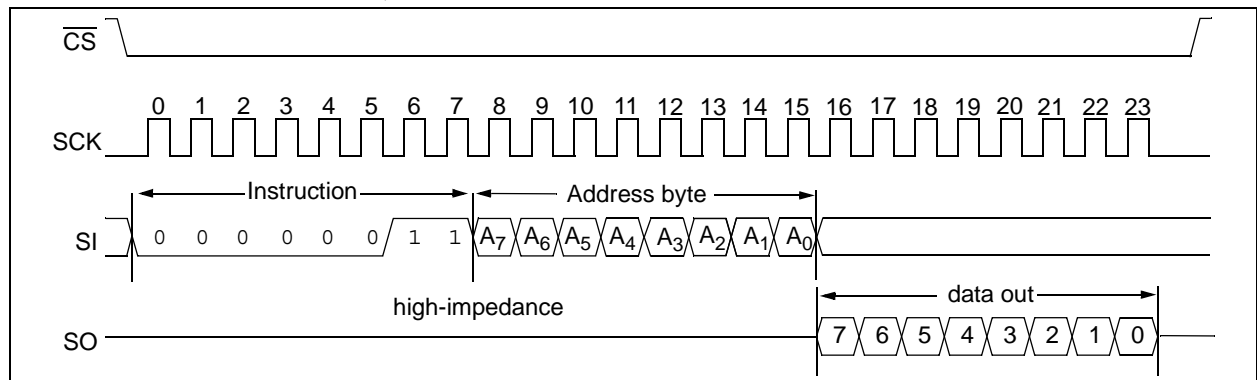 CS
0 1 2 3 4 5 6 7 8 9 10 11 12 13 14 15 16 17 18 19 20 21 22 23
SCK
Instruction Address byte
SI 0 0 0 0 0 0 1 1 A7 A6 A5 A4 A3 A2 A1 A0
high-impedance data out
SO 7 6 5 4 3 2 1 0